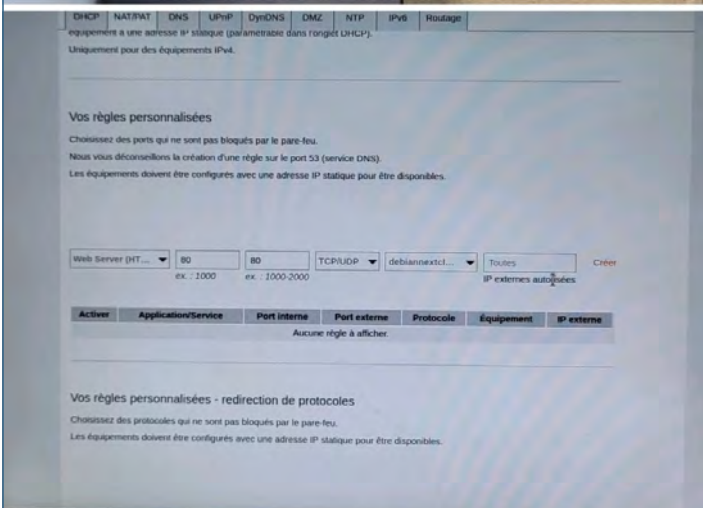 DHCP NAT/PAT DNS UPnP DynDNS DMZ NTP IPv6 Routage
équipement a une adresse IP statique (paramétrable dans l'onglet DHCP).
Uniquement pour des équipements IPv4.
Vos règles personnalisées
Choisissez des ports qui ne sont pas bloqués par le pare-feu.
Nous vous déconseillons la création d'une règle sur le port 53 (service DNS).
Les équipements doivent être configurés avec une adresse IP statique pour être disponibles.
Web Server (HT... 80 80 TCP/UDP debiannextcl... Toutes Créer
ex. : 1000 ex. : 1000-2000 IP externes autorisées
Activer Application/Service Port interne Port externe Protocole Équipement IP externe
Aucune règle à afficher.
Vos règles personnalisées - redirection de protocoles
Choisissez des protocoles qui ne sont pas bloqués par le pare-feu.
Les équipements doivent être configurés avec une adresse IP statique pour être disponibles.